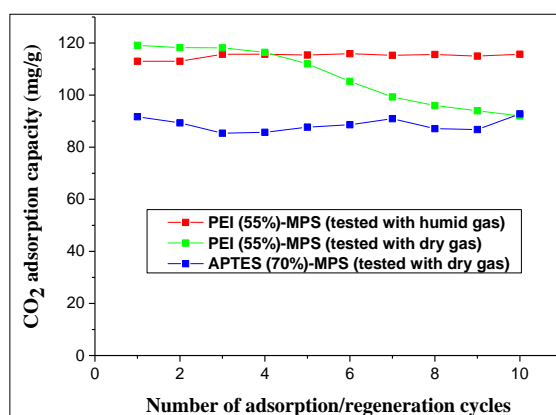 CO2 adsorption capacity (mg/g)
120
100
80
60
40
20
0
PEI (55%)-MPS (tested with humid gas)
PEI (55%)-MPS (tested with dry gas)
APTES (70%)-MPS (tested with dry gas)
0 2 4 6 8 10
Number of adsorption/regeneration cycles